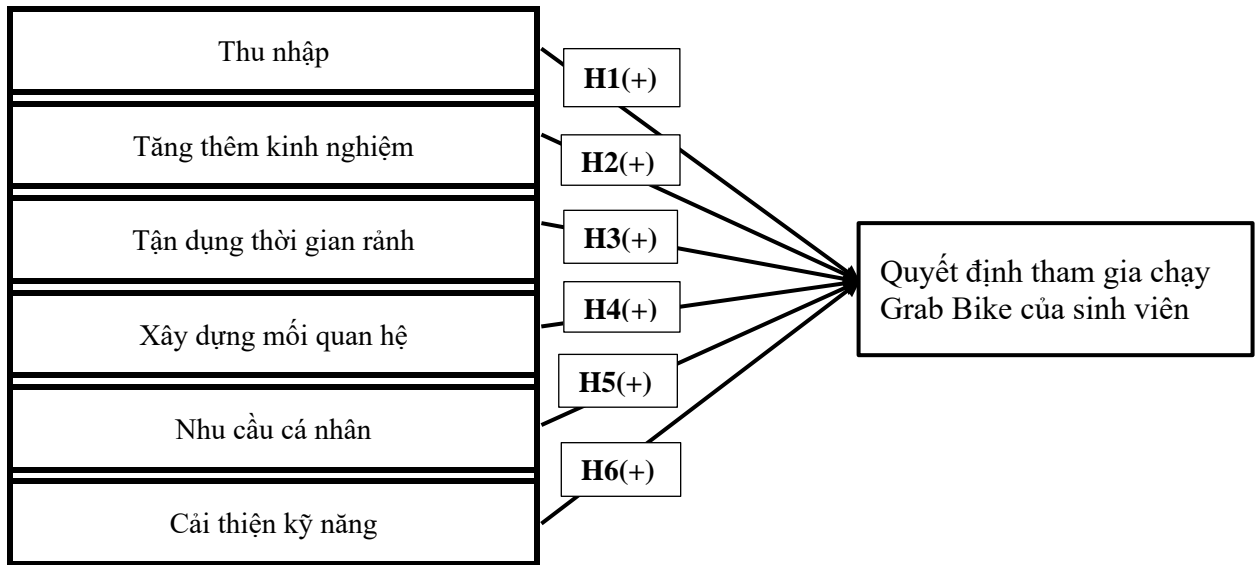 Thu nhập
H1(+)
Tăng thêm kinh nghiệm
H2(+)
Tận dụng thời gian rảnh
H3(+)
Xây dựng mối quan hệ
H4(+)
Nhu cầu cá nhân
H5(+)
Cải thiện kỹ năng
H6(+)
Quyết định tham gia chạy
Grab Bike của sinh viên